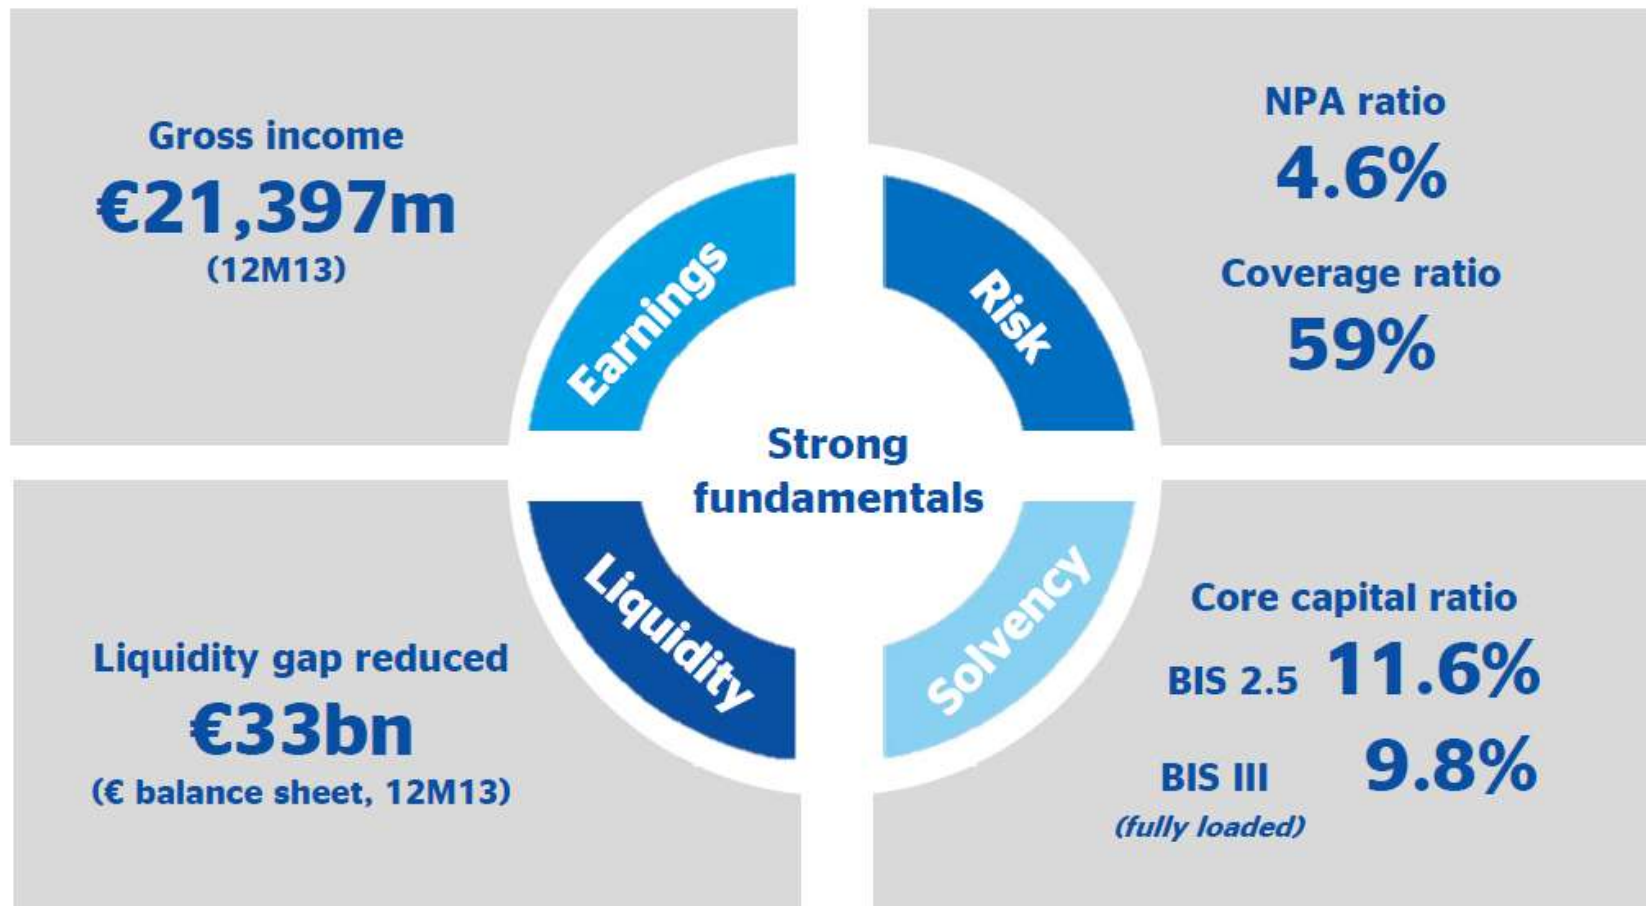 Gross income
€21,397m
(12M13)
Earnings
NPA ratio
4.6%
Coverage ratio
59%
Risk
Strong
fundamentals
Liquidity gap reduced
€33bn
(€ balance sheet, 12M13)
Liquidity
Core capital ratio
BIS 2.5 11.6%
BIS III 9.8%
(fully loaded)
Solvency